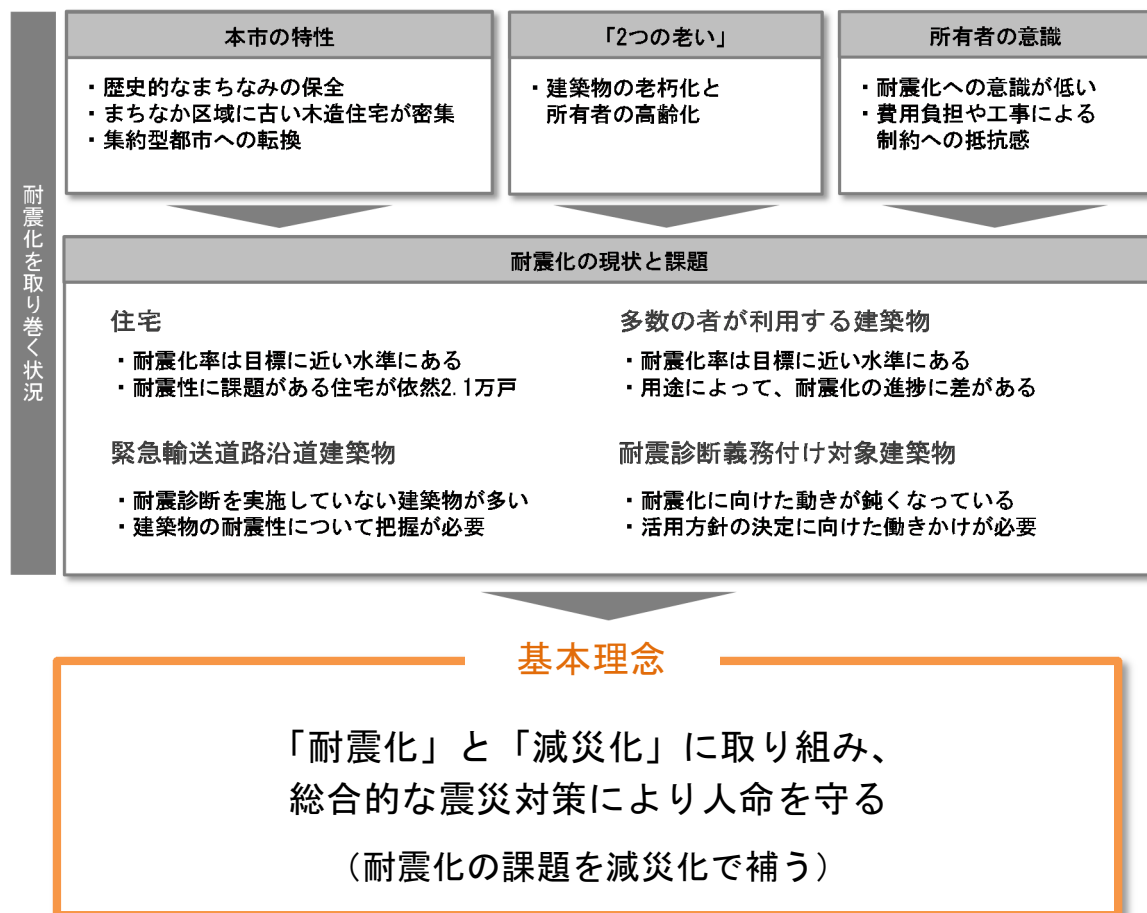 耐震化を取り巻く状況
本市の特性
・歴史的なまちなみの保全
・まちなか区域に古い木造住宅が密集
・集約型都市への転換
「2つの老い」
・建築物の老朽化と
所有者の高齢化
所有者の意識
・耐震化への意識が低い
・費用負担や工事による
制約への抵抗感
耐震化の現状と課題
住宅
・耐震化率は目標に近い水準にある
・耐震性に課題がある住宅が依然2.1万戸
多数の者が利用する建築物
・耐震化率は目標に近い水準にある
・用途によって、耐震化の進捗に差がある
緊急輸送道路沿道建築物
・耐震診断を実施していない建築物が多い
・建築物の耐震性について把握が必要
耐震診断義務付け対象建築物
・耐震化に向けた動きが鈍くなっている
・活用方針の決定に向けた働きかけが必要
基本理念
「耐震化」と「減災化」に取り組み、
総合的な震災対策により人命を守る
（耐震化の課題を減災化で補う）